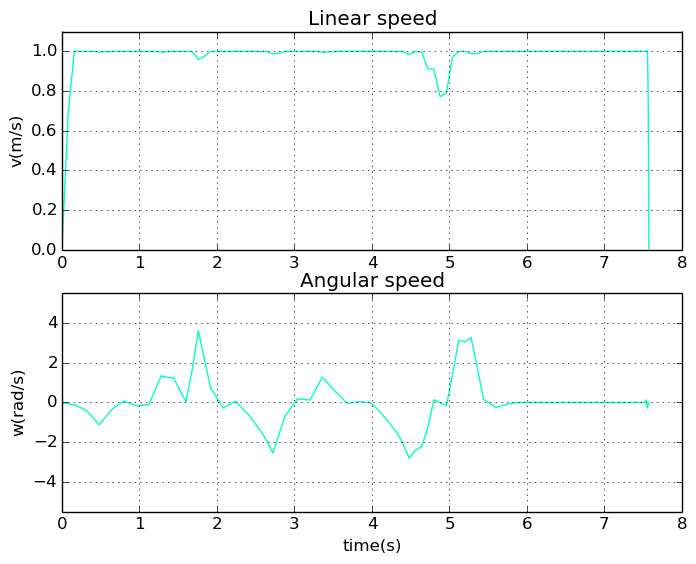 Linear speed
v(m/s)
1.0
0.8
0.6
0.4
0.2
0.0
0 1 2 3 4 5 6 7 8
Angular speed
w(rad/s)
4
2
0
−2
−4
0 1 2 3 4 5 6 7 8
time(s)